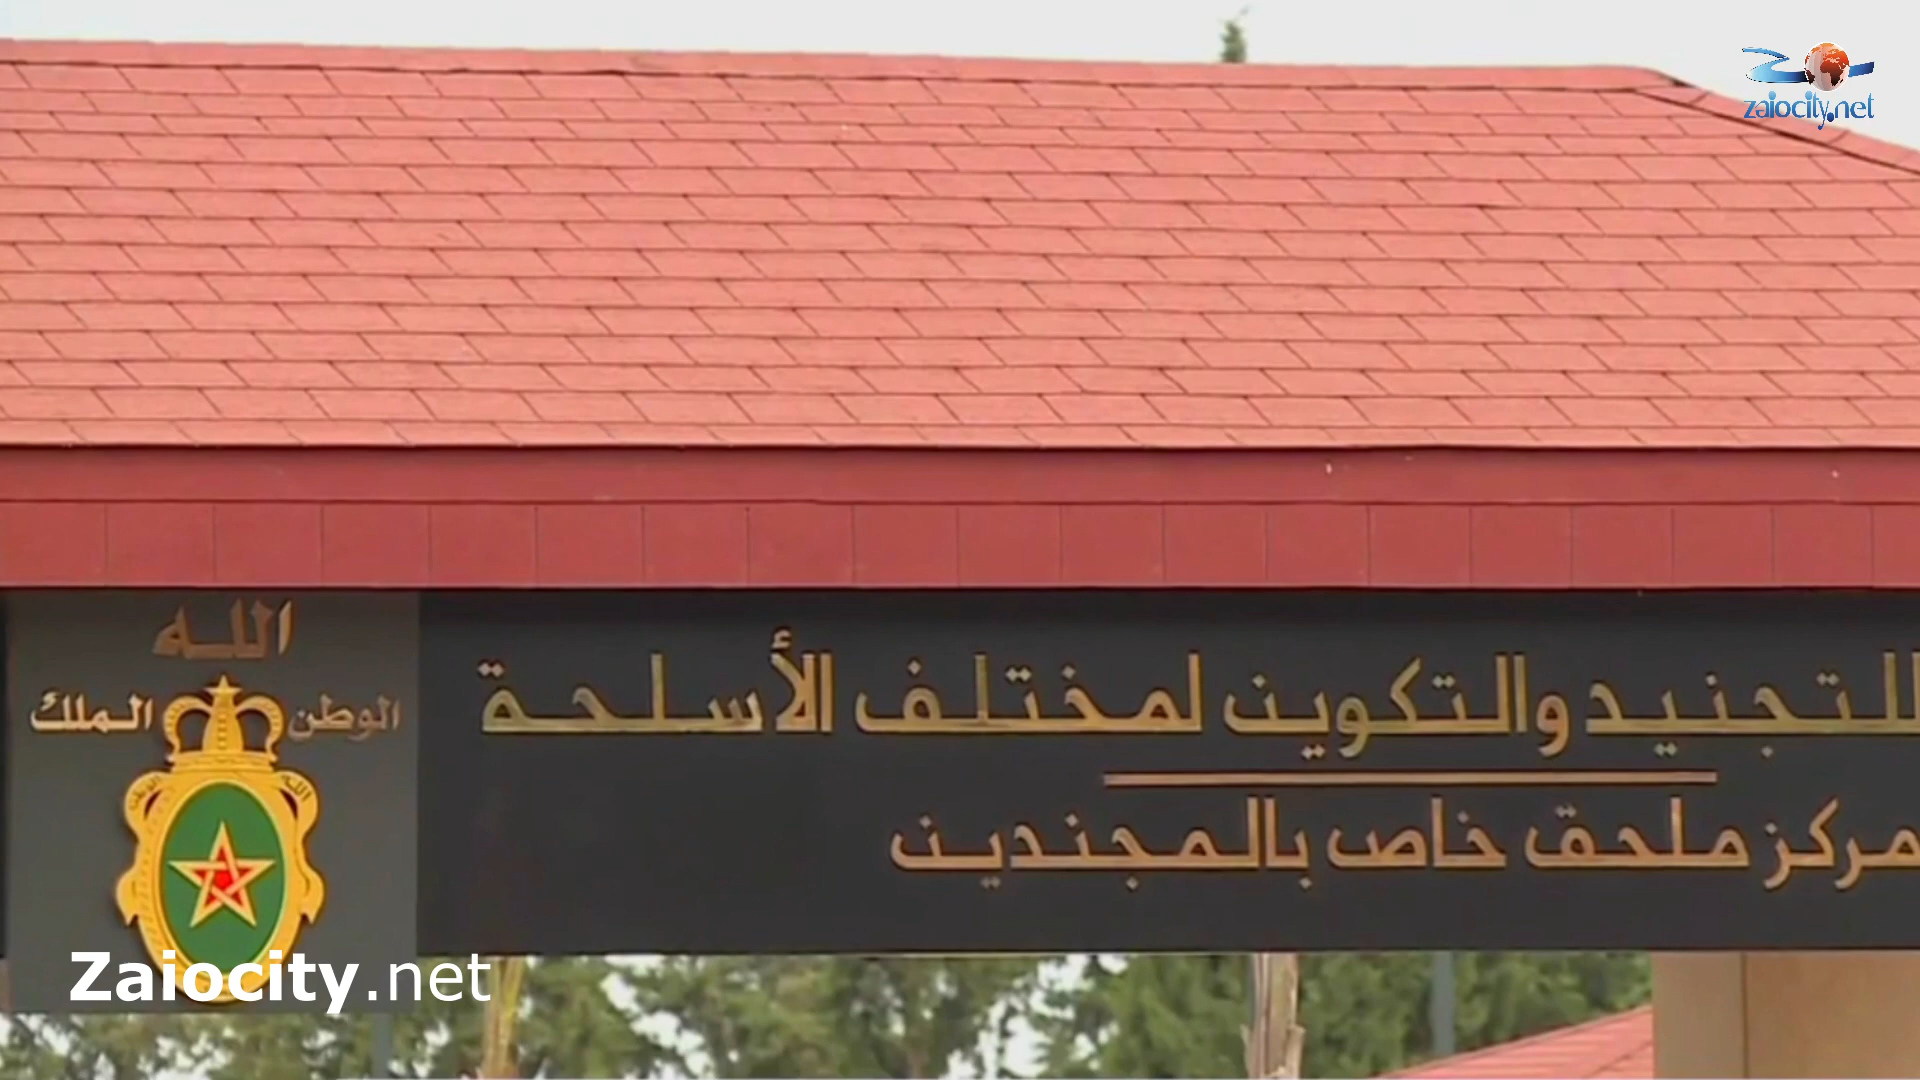 zaiocity.net
الله
الوطن الملك
للتجنيد والتكوين لمختلف الأسلحة
مركز ملحق خاص بالمجندين
Zaiocity.net